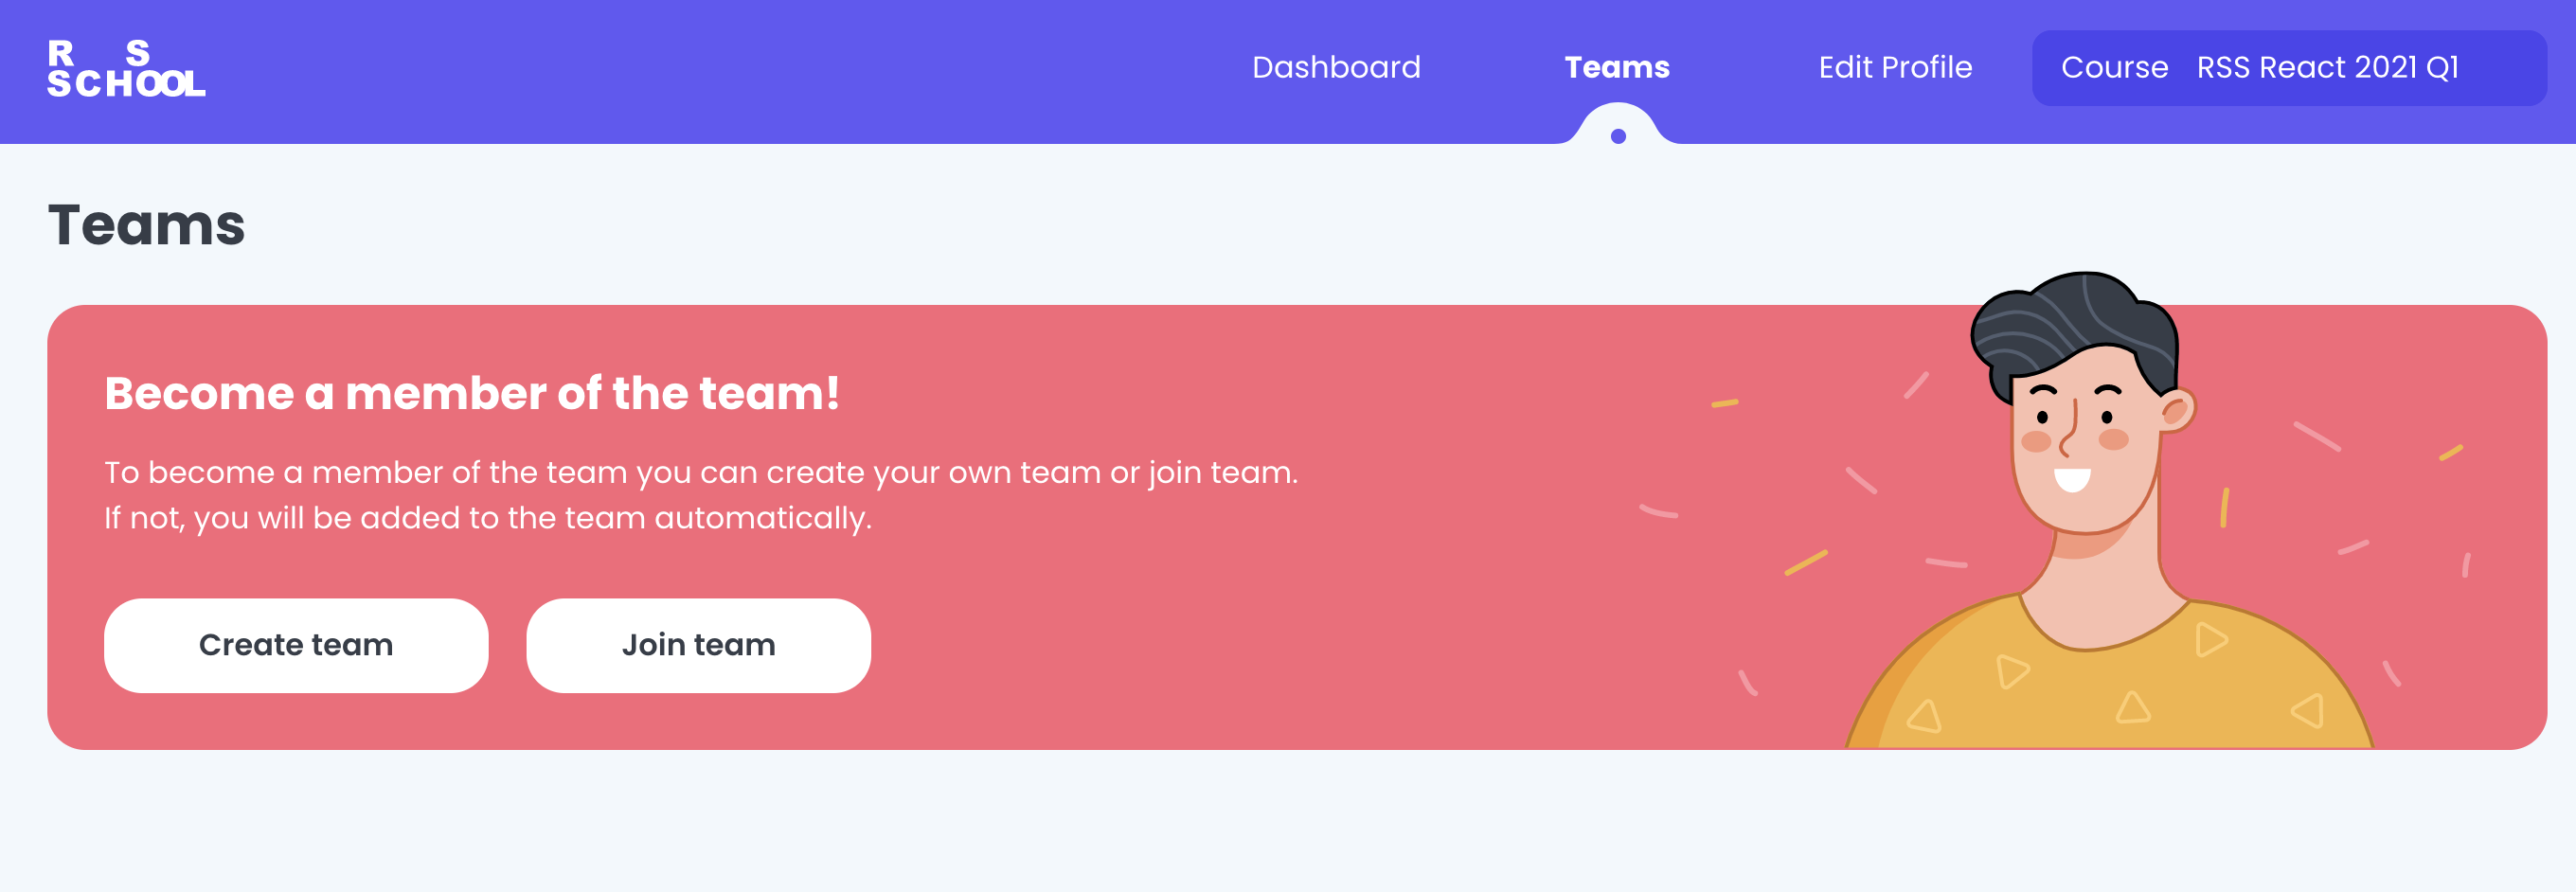 R S
SCHOOL
Dashboard Teams Edit Profile Course RSS React 2021 Q1
Teams
Become a member of the team!
To become a member of the team you can create your own team or join team.
If not, you will be added to the team automatically.
Create team Join team